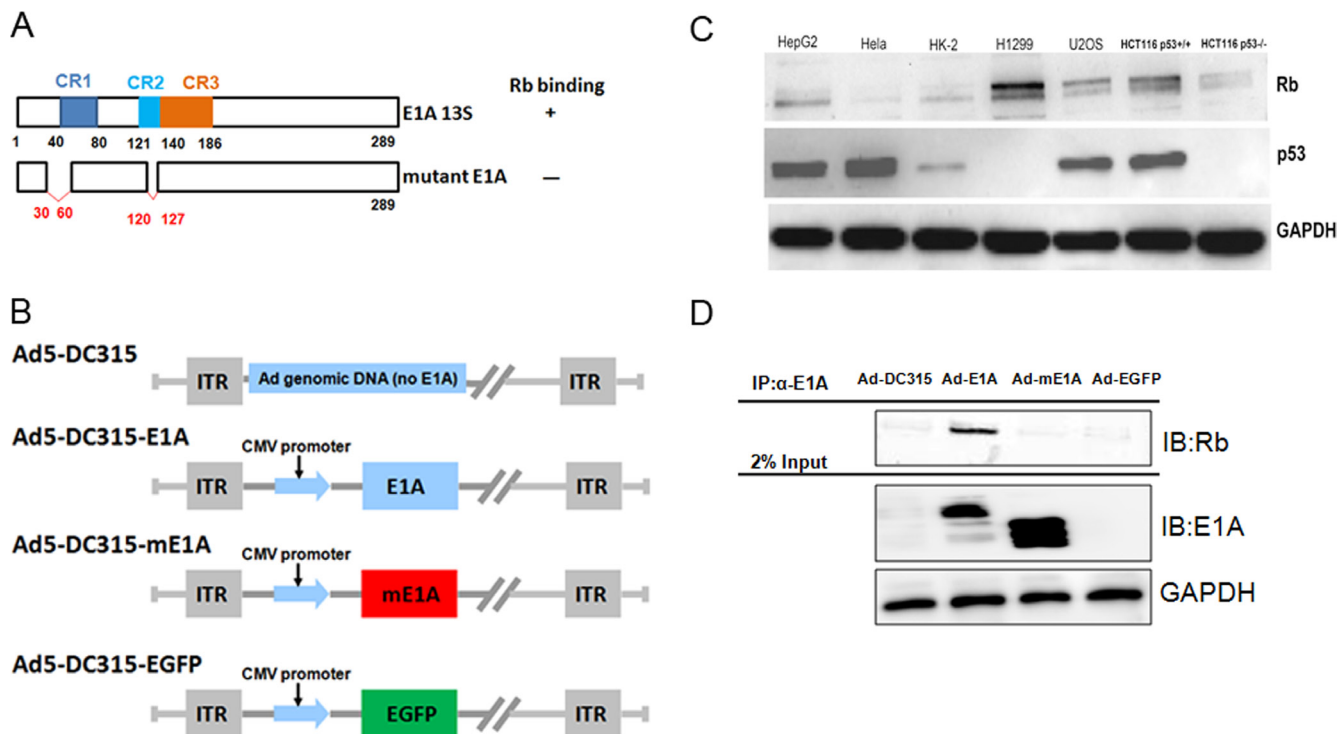 A
CR1 CR2 CR3 Rb binding
E1A 13S +
1 40 80 121 140 186 289
mutant E1A —
289
30 60 120 127
B
Ad5-DC315
ITR Ad genomic DNA (no E1A) ITR
Ad5-DC315-E1A
CMV promoter
ITR E1A ITR
Ad5-DC315-mE1A
CMV promoter
ITR mE1A ITR
Ad5-DC315-EGFP
CMV promoter
ITR EGFP ITR
C
HepG2 Hela HK-2 H1299 U2OS HCT116 p53+/+ HCT116 p53-/-
Rb
p53
GAPDH
D
IP:α-E1A Ad-DC315 Ad-E1A Ad-mE1A Ad-EGFP
IB:Rb
2% Input
IB:E1A
GAPDH